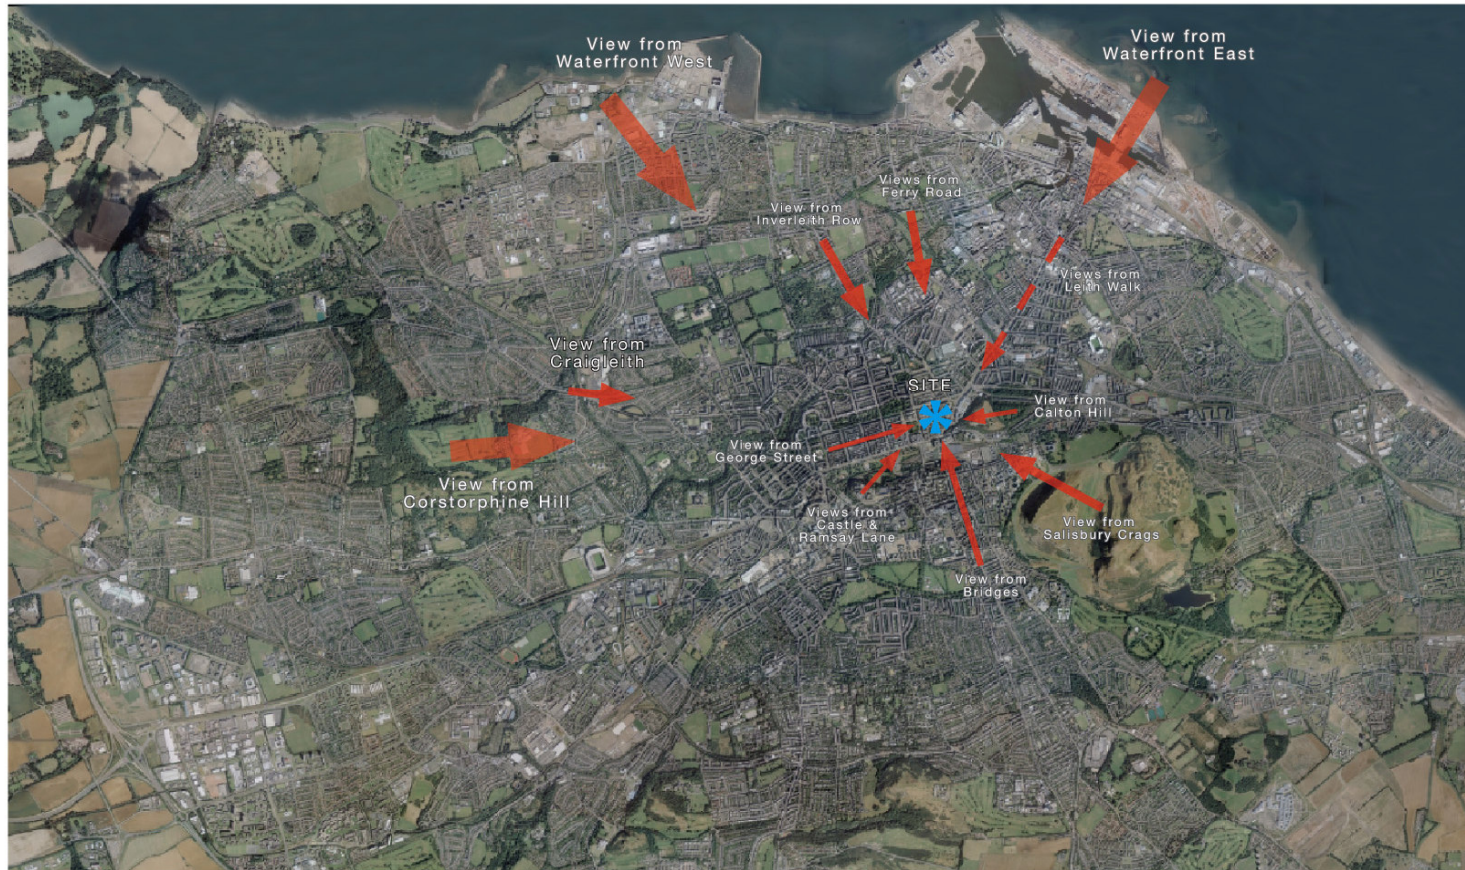 View from
Waterfront West
View from
Waterfront East
Views from
Ferry Road
View from
Inverleith Row
Views from
Leith Walk
View from
Craigleith
SITE
View from
Calton Hill
View from
George Street
View from
Corstorphine Hill
Views from
Castle &
Ramsay Lane
View from
Salisbury Crags
View from
Bridges